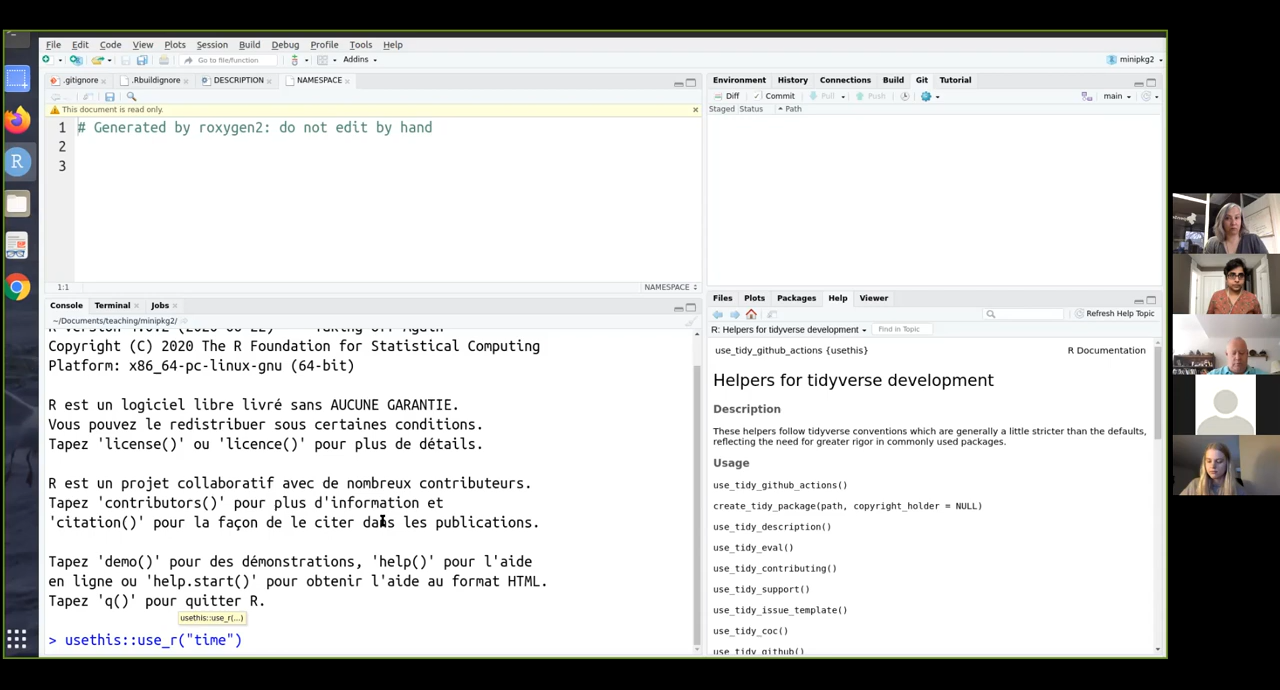 File Edit Code View Plots Session Build Debug Profile Tools Help
Go to file/function Addins minipkg2
.gitignore .Rbuildignore DESCRIPTION NAMESPACE
This document is read only.
1 # Generated by roxygen2: do not edit by hand
2
3
1:1 NAMESPACE
Environment History Connections Build Git Tutorial
Diff Commit Pull Push main
Staged Status Path
Console Terminal Jobs
~/Documents/teaching/minipkg2/
Copyright (C) 2020 The R Foundation for Statistical Computing
Platform: x86_64-pc-linux-gnu (64-bit)
R est un logiciel libre livré sans AUCUNE GARANTIE.
Vous pouvez le redistribuer sous certaines conditions.
Tapez 'license()' ou 'licence()' pour plus de détails.
R est un projet collaboratif avec de nombreux contributeurs.
Tapez 'contributors()' pour plus d'information et
'citation()' pour la façon de le citer dans les publications.
Tapez 'demo()' pour des démonstrations, 'help()' pour l'aide
en ligne ou 'help.start()' pour obtenir l'aide au format HTML.
Tapez 'q()' pour quitter R.
usethis::use_r(...)
> usethis::use_r("time")
Files Plots Packages Help Viewer
Refresh Help Topic
R: Helpers for tidyverse development Find in Topic
use_tidy_github_actions {usethis} R Documentation
Helpers for tidyverse development
Description
These helpers follow tidyverse conventions which are generally a little stricter than the defaults,
reflecting the need for greater rigor in commonly used packages.
Usage
use_tidy_github_actions()
create_tidy_package(path, copyright_holder = NULL)
use_tidy_description()
use_tidy_eval()
use_tidy_contributing()
use_tidy_support()
use_tidy_issue_template()
use_tidy_coc()
use_tidy_github()